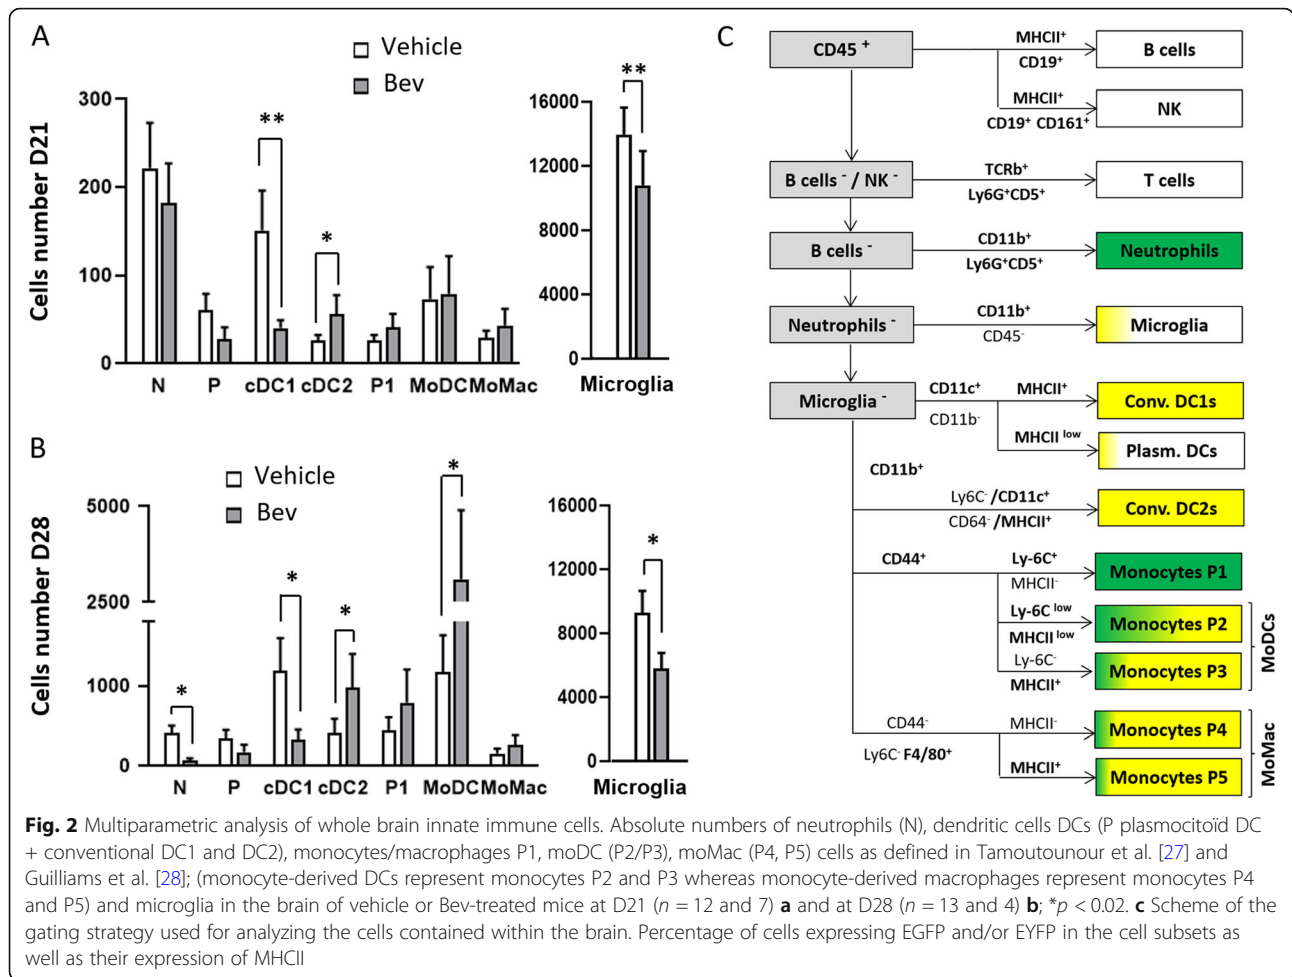 A
Vehicle
Bev
Cells number D21
300
200
100
0
**
*
N P cDC1 cDC2 P1 MoDC MoMac
**
16000
12000
8000
4000
0
Microglia
B
Vehicle
Bev
Cells number D28
5000
2500
1000
0
*
*
*
*
N P cDC1 cDC2 P1 MoDC MoMac
16000
12000
8000
4000
0
*
Microglia
C
CD45 +
MHCII+
CD19+
B cells
MHCII+
CD19+ CD161+
NK
B cells - / NK -
TCRb+
Ly6G+CD5+
T cells
B cells -
CD11b+
Ly6G+CD5+
Neutrophils
Neutrophils -
CD11b+
CD45-
Microglia
Microglia -
CD11c+
CD11b-
MHCII+
Conv. DC1s
MHCII low
Plasm. DCs
CD11b+
Ly6C- /CD11c+
CD64- /MHCII+
Conv. DC2s
CD44+
Ly-6C+
MHCII-
Monocytes P1
Ly-6C low
MHCII low
Monocytes P2
Ly-6C-
MHCII+
Monocytes P3
MoDCs
CD44-
Ly6C- F4/80+
MHCII-
Monocytes P4
MHCII+
Monocytes P5
MoMac
Fig. 2 Multiparametric analysis of whole brain innate immune cells. Absolute numbers of neutrophils (N), dendritic cells DCs (P plasmocitoïd DC
+ conventional DC1 and DC2), monocytes/macrophages P1, moDC (P2/P3), moMac (P4, P5) cells as defined in Tamoutounour et al. [27] and
Guilliams et al. [28]; (monocyte-derived DCs represent monocytes P2 and P3 whereas monocyte-derived macrophages represent monocytes P4
and P5) and microglia in the brain of vehicle or Bev-treated mice at D21 (n = 12 and 7) a and at D28 (n = 13 and 4) b; *p < 0.02. c Scheme of the
gating strategy used for analyzing the cells contained within the brain. Percentage of cells expressing EGFP and/or EYFP in the cell subsets as
well as their expression of MHCII